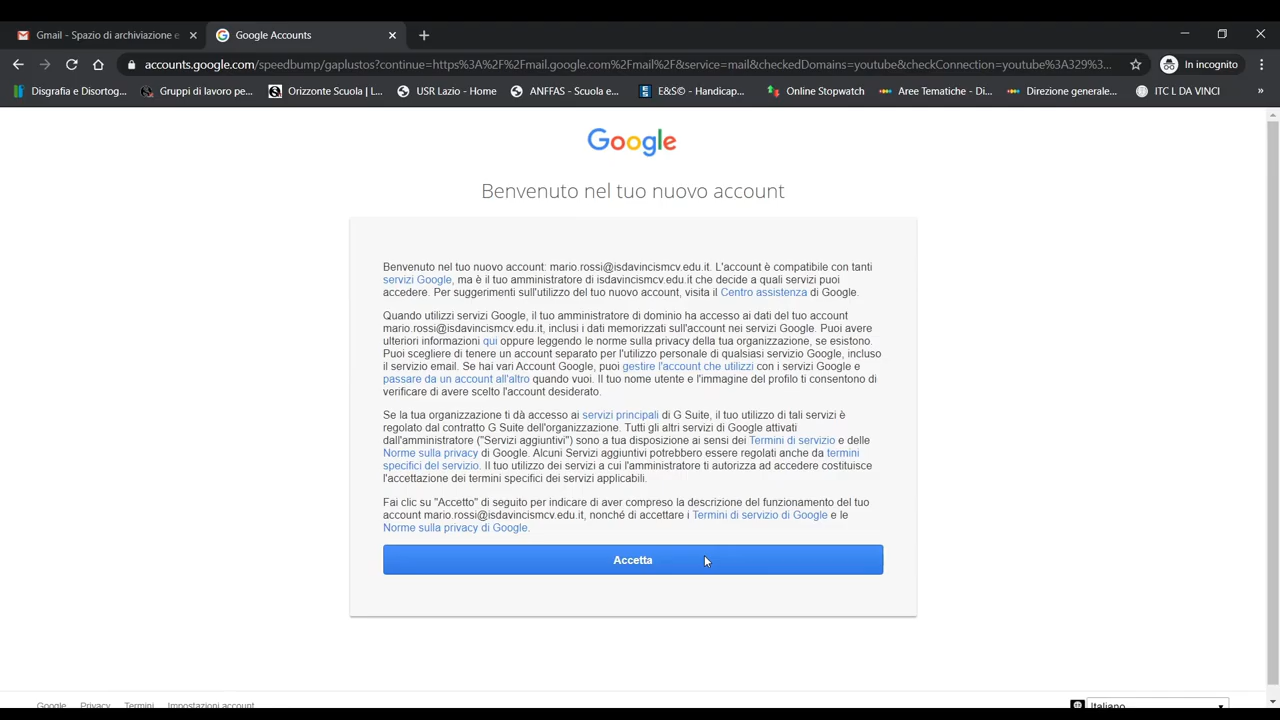 Gmail - Spazio di archiviazione e
Google Accounts
accounts.google.com/speedbump/gaplustos?continue=https%3A%2F%2Fmail.google.com%2Fmail%2F&service=mail&checkedDomains=youtube&checkConnection=youtube%3A329%3...
In incognito
Disgrafia e Disortog...
Gruppi di lavoro pe...
Orizzonte Scuola | L...
USR Lazio - Home
ANFFAS - Scuola e...
E&S© - Handicap...
Online Stopwatch
Aree Tematiche - Di...
Direzione generale...
ITC L DA VINCI
»
Google
Benvenuto nel tuo nuovo account
Benvenuto nel tuo nuovo account: mario.rossi@isdavincismcv.edu.it. L'account è compatibile con tanti
servizi Google, ma è il tuo amministratore di isdavincismcv.edu.it che decide a quali servizi puoi
accedere. Per suggerimenti sull'utilizzo del tuo nuovo account, visita il Centro assistenza di Google.
Quando utilizzi servizi Google, il tuo amministratore di dominio ha accesso ai dati del tuo account
mario.rossi@isdavincismcv.edu.it, inclusi i dati memorizzati sull'account nei servizi Google. Puoi avere
ulteriori informazioni qui oppure leggendo le norme sulla privacy della tua organizzazione, se esistono.
Puoi scegliere di tenere un account separato per l'utilizzo personale di qualsiasi servizio Google, incluso
il servizio email. Se hai vari Account Google, puoi gestire l'account che utilizzi con i servizi Google e
passare da un account all'altro quando vuoi. Il tuo nome utente e l'immagine del profilo ti consentono di
verificare di avere scelto l'account desiderato.
Se la tua organizzazione ti dà accesso ai servizi principali di G Suite, il tuo utilizzo di tali servizi è
regolato dal contratto G Suite dell'organizzazione. Tutti gli altri servizi di Google attivati
dall'amministratore ("Servizi aggiuntivi") sono a tua disposizione ai sensi dei Termini di servizio e delle
Norme sulla privacy di Google. Alcuni Servizi aggiuntivi potrebbero essere regolati anche da termini
specifici del servizio. Il tuo utilizzo dei servizi a cui l'amministratore ti autorizza ad accedere costituisce
l'accettazione dei termini specifici dei servizi applicabili.
Fai clic su "Accetto" di seguito per indicare di aver compreso la descrizione del funzionamento del tuo
account mario.rossi@isdavincismcv.edu.it, nonché di accettare i Termini di servizio di Google e le
Norme sulla privacy di Google.
Accetta
Google Privacy Termini Impostazioni account
Italiano